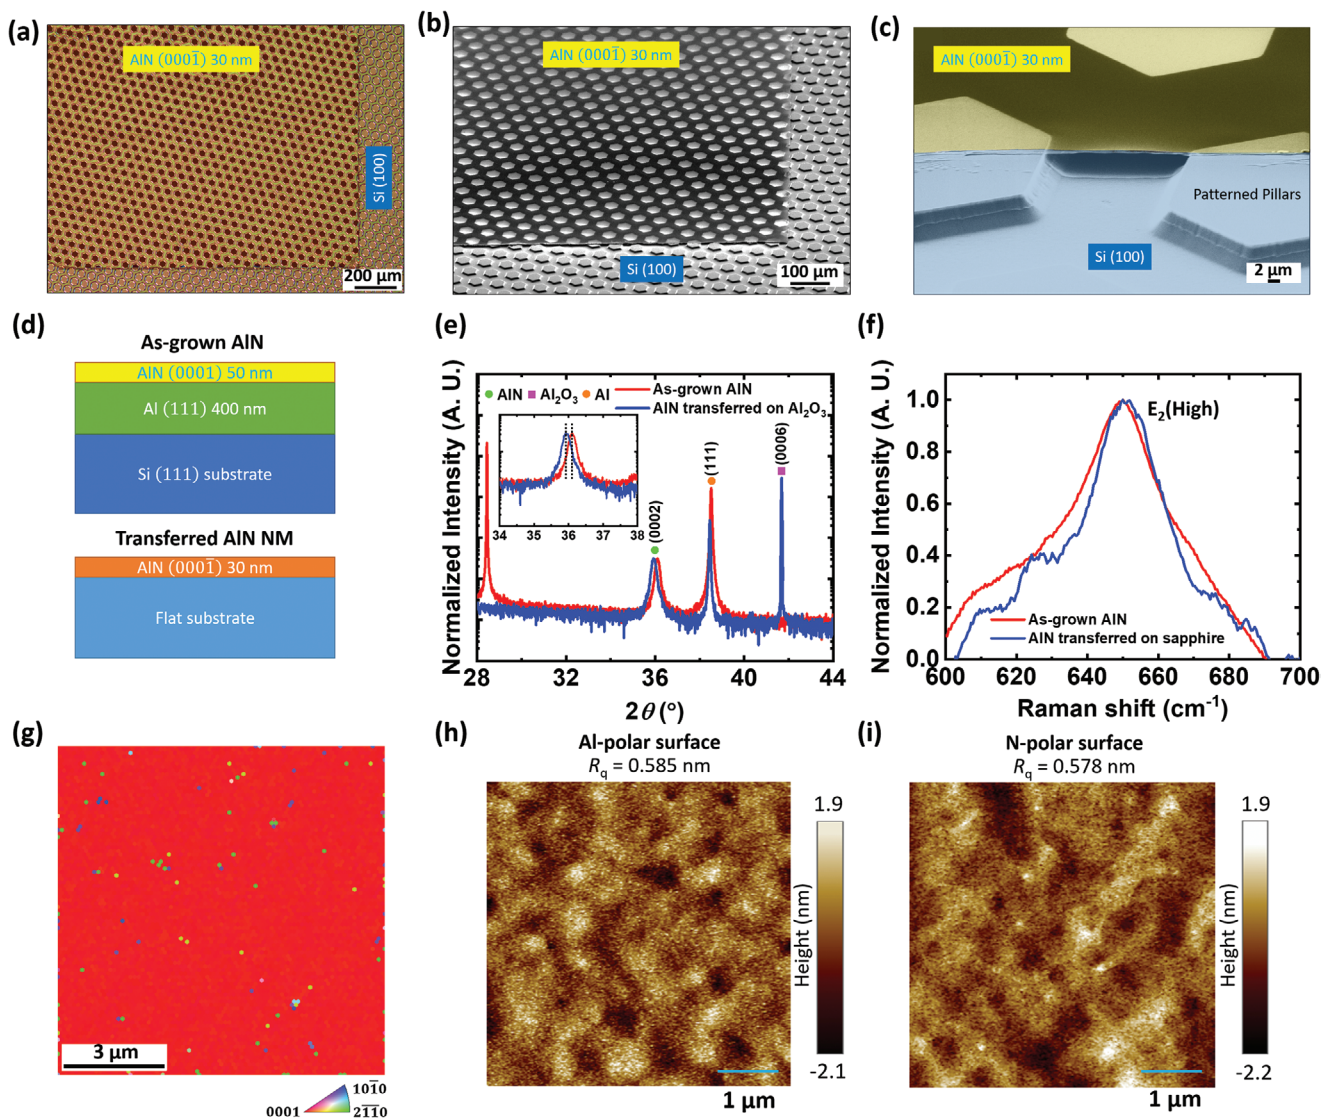 (a)
AlN (0001̅) 30 nm
Si (100)
200 μm
(b)
AlN (0001̅) 30 nm
Si (100)
100 μm
(c)
AlN (0001̅) 30 nm
Patterned Pillars
Si (100)
2 μm
(d)
As-grown AlN
AlN (0001) 50 nm
Al (111) 400 nm
Si (111) substrate
Transferred AlN NM
AlN (0001̅) 30 nm
Flat substrate
(e)
Normalized Intensity (A. U.)
AlN Al₂O₃ Al
As-grown AlN
AlN transferred on Al₂O₃
34 35 36 37 38
(0002)
(111)
(0006)
28 32 36 40 44
2θ (°)
(f)
Normalized Intensity (A. U.)
E₂(High)
1.0
0.8
0.6
0.4
0.2
0.0
As-grown AlN
AlN transferred on sapphire
600 620 640 660 680 700
Raman shift (cm⁻¹)
(g)
3 μm
0001
101̅0
21̅1̅0
(h)
Al-polar surface
Rq = 0.585 nm
1.9
Height (nm)
-2.1
1 μm
(i)
N-polar surface
Rq = 0.578 nm
1.9
Height (nm)
-2.2
1 μm